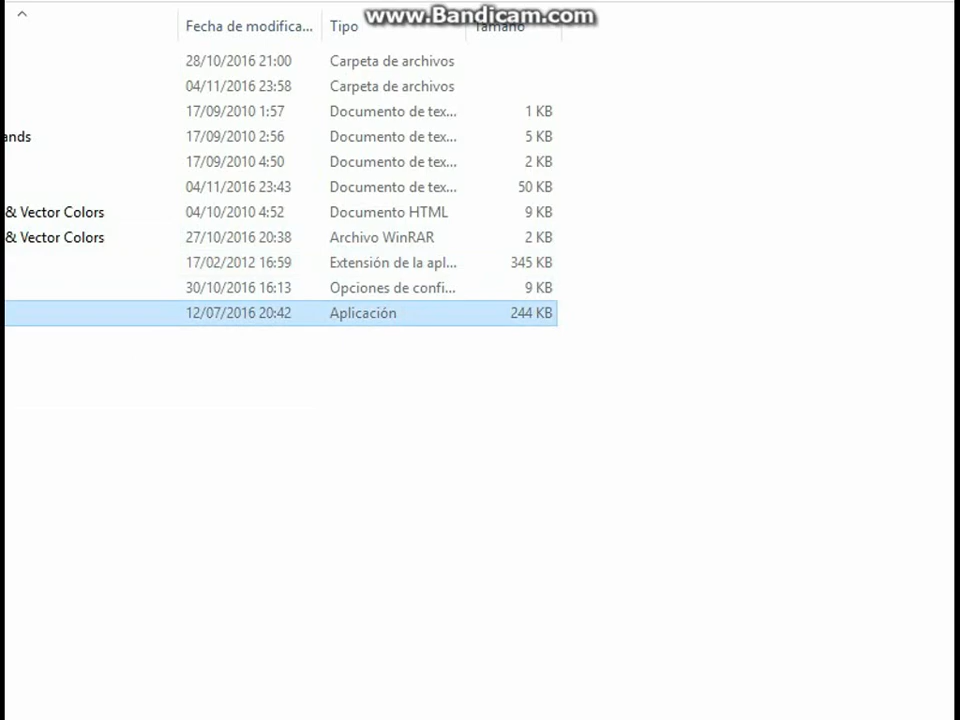 www.Bandicam.com
Fecha de modifica... Tipo Tamaño
28/10/2016 21:00 Carpeta de archivos
04/11/2016 23:58 Carpeta de archivos
17/09/2010 1:57 Documento de tex... 1 KB
ands 17/09/2010 2:56 Documento de tex... 5 KB
17/09/2010 4:50 Documento de tex... 2 KB
04/11/2016 23:43 Documento de tex... 50 KB
& Vector Colors 04/10/2010 4:52 Documento HTML 9 KB
& Vector Colors 27/10/2016 20:38 Archivo WinRAR 2 KB
17/02/2012 16:59 Extensión de la apl... 345 KB
30/10/2016 16:13 Opciones de confi... 9 KB
12/07/2016 20:42 Aplicación 244 KB